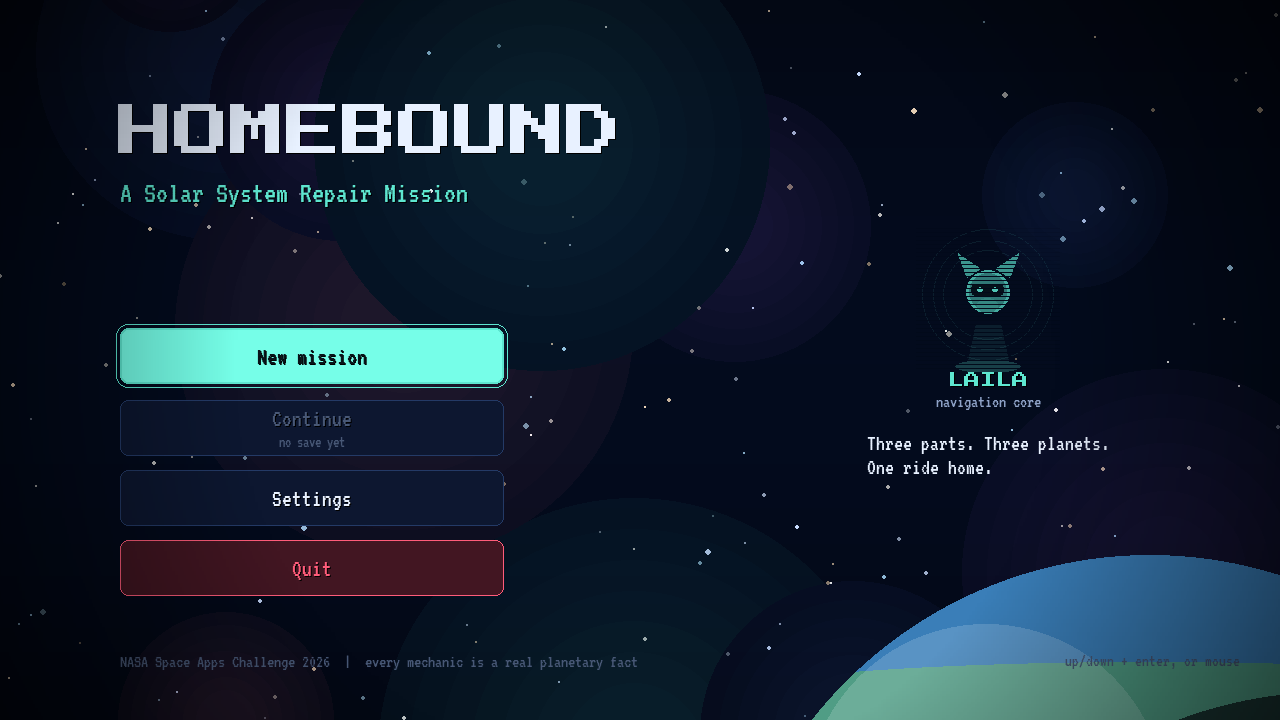 HOMEBOUND
A Solar System Repair Mission
New mission
Continue
no save yet
Settings
Quit
LAILA
navigation core
Three parts. Three planets.
One ride home.
NASA Space Apps Challenge 2026 | every mechanic is a real planetary fact
up/down + enter, or mouse